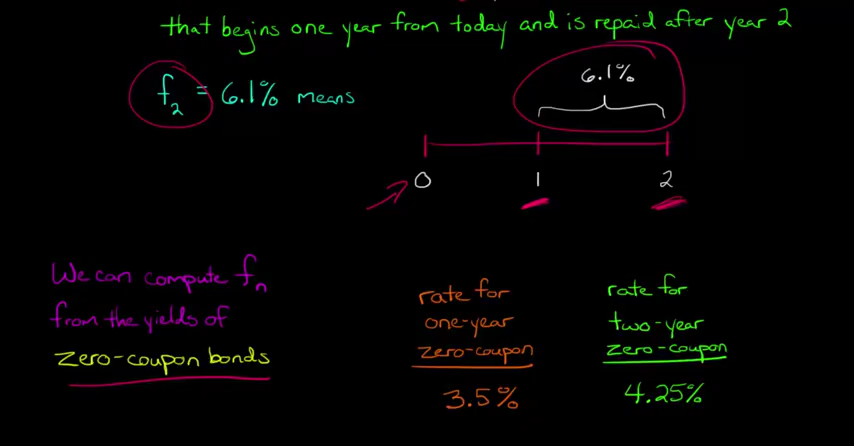 that begins one year from today and is repaid after year 2
6.1%
f₂ = 6.1% means
0 1 2
We can compute fₙ
from the yields of
zero-coupon bonds
rate for
one-year
zero-coupon
3.5%
rate for
two-year
zero-coupon
4.25%